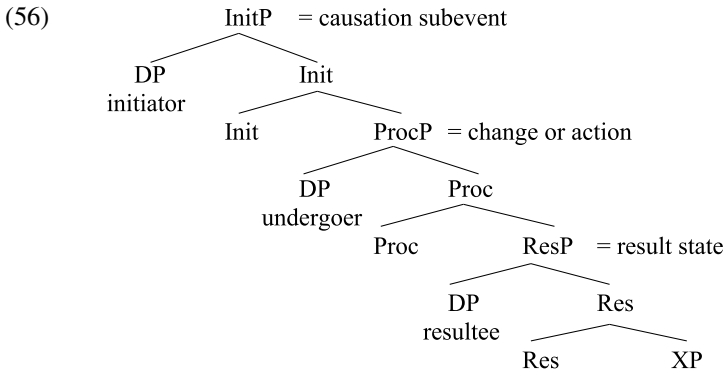 (56) InitP = causation subevent
DP Init
initiator
Init ProcP = change or action
DP Proc
undergoer
Proc ResP = result state
DP Res
resultee
Res XP